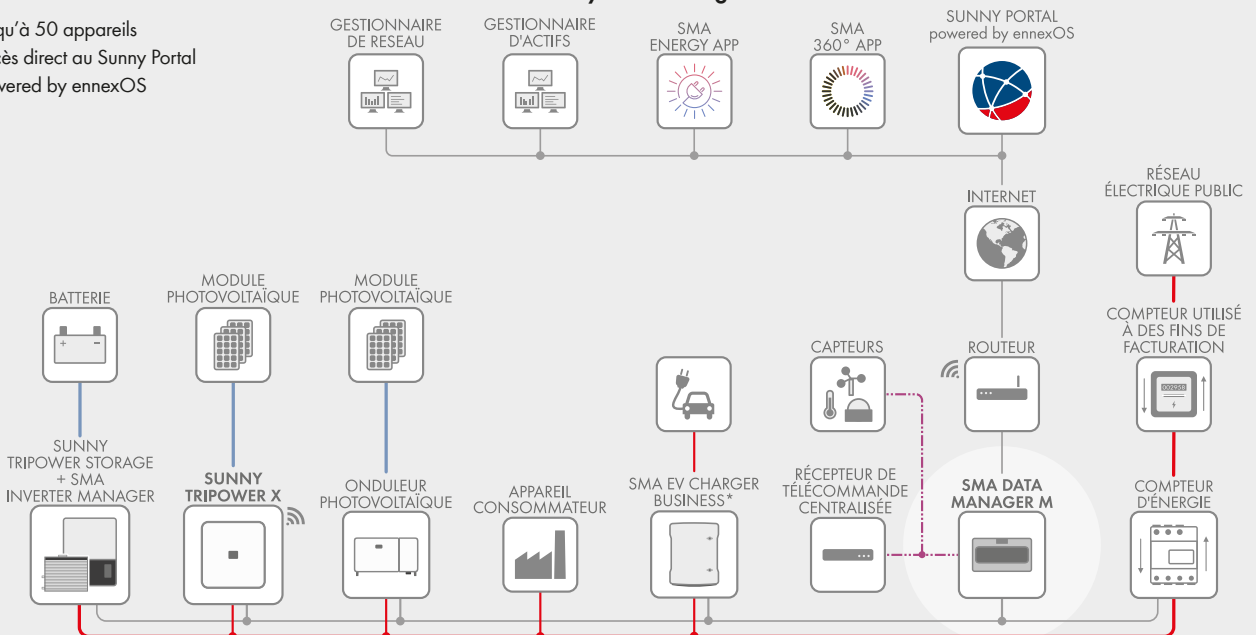 GESTIONNAIRE
DE RESEAU
GESTIONNAIRE
D'ACTIFS
SMA
ENERGY APP
SMA
360° APP
SUNNY PORTAL
powered by ennexOS
50 appareils
direct au Sunny Portal
by ennexOS
INTERNET
RÉSEAU
ÉLECTRIQUE PUBLIC
BATTERIE
MODULE
PHOTOVOLTAÏQUE
MODULE
PHOTOVOLTAÏQUE
CAPTEURS
ROUTEUR
COMPTEUR UTILISÉ
À DES FINS DE
FACTURATION
SUNNY
TRIPOWER STORAGE
+ SMA
INVERTER MANAGER
SUNNY
TRIPOWER X
ONDULEUR
PHOTOVOLTAÏQUE
APPAREIL
CONSOMMATEUR
SMA EV CHARGER
BUSINESS*
RÉCEPTEUR DE
TÉLÉCOMMANDE
CENTRALISÉE
SMA DATA
MANAGER M
COMPTEUR
D'ÉNERGIE